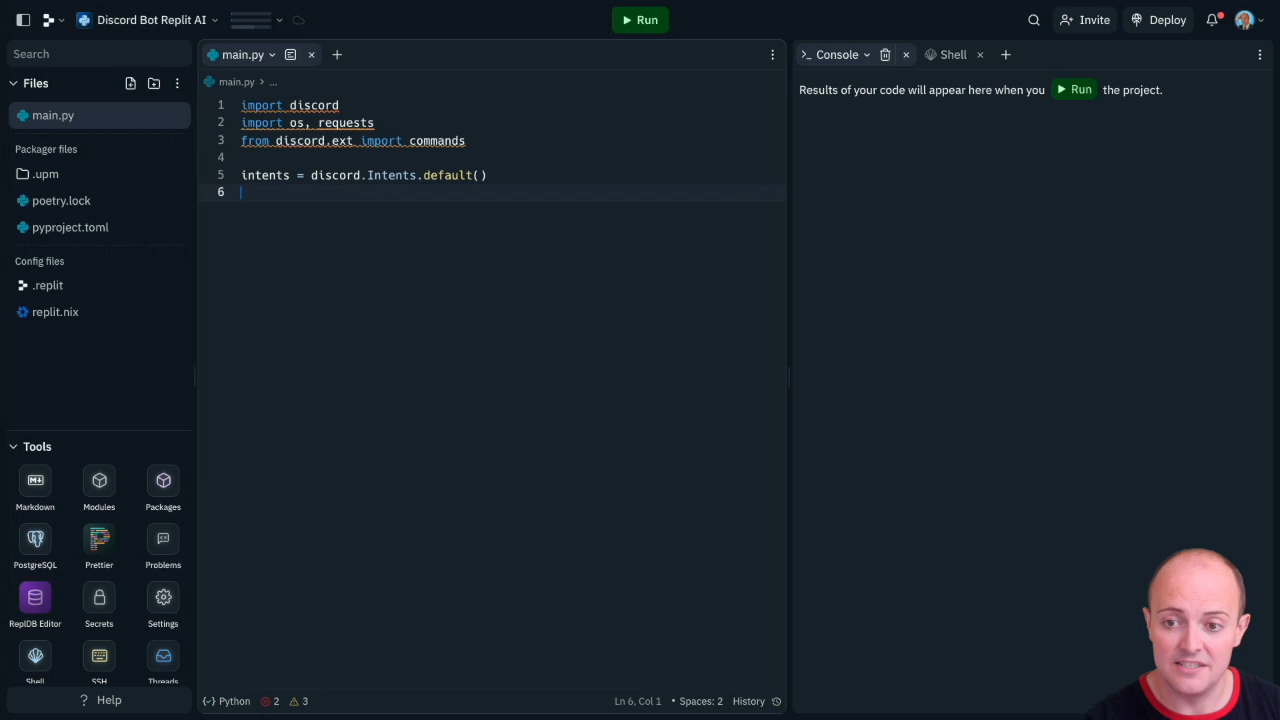 Discord Bot Replit AI
Run
Invite
Deploy
Search
Files
main.py
Packager files
.upm
poetry.lock
pyproject.toml
Config files
.replit
replit.nix
Tools
Markdown
Modules
Packages
PostgreSQL
Prettier
Problems
ReplDB Editor
Secrets
Settings
Shell
SSH
Threads
? Help
main.py
main.py > ...
1 import discord
2 import os, requests
3 from discord.ext import commands
4
5 intents = discord.Intents.default()
6
Python 2 3
Ln 6, Col 1 • Spaces: 2 History
>_ Console
Shell
Results of your code will appear here when you Run the project.